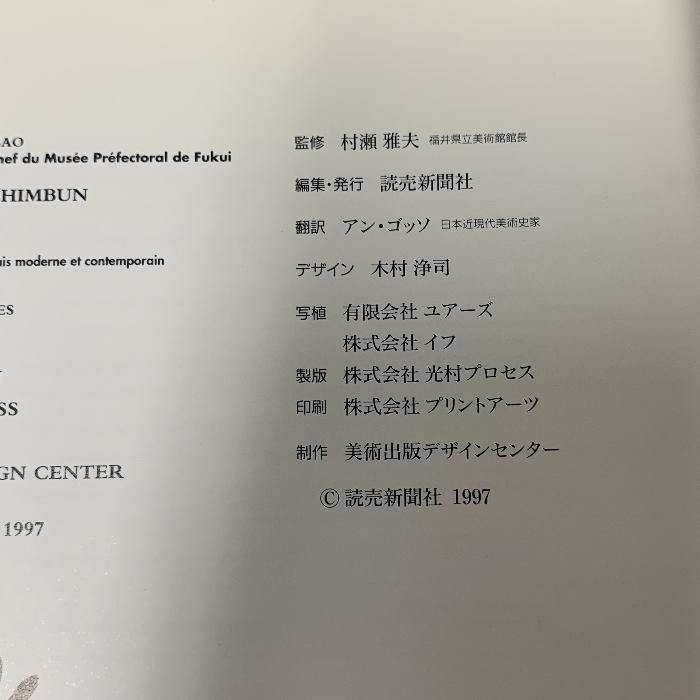 AO
hef du Musée Préfectoral de Fukui
HIMBUN
is moderne et contemporain
ES
SS
GN CENTER
1997
監修 村瀬 雅夫 福井県立美術館館長
編集・発行 読売新聞社
翻訳 アン・ゴッソ 日本近現代美術史家
デザイン 木村 浄司
写植 有限会社 ユアーズ
株式会社 イフ
製版 株式会社 光村プロセス
印刷 株式会社 プリントアーツ
制作 美術出版デザインセンター
© 読売新聞社 1997